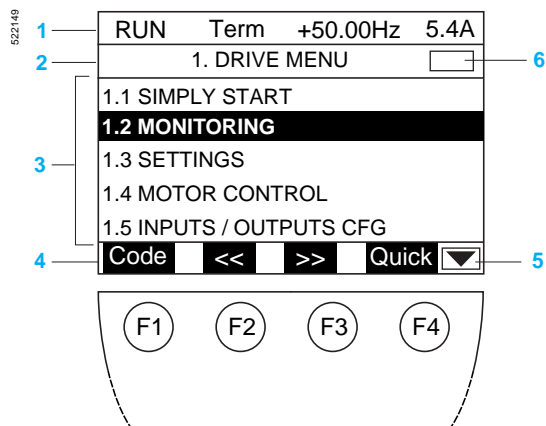 522149
1 RUN Term +50.00Hz 5.4A
2 1. DRIVE MENU 6
1.1 SIMPLY START
1.2 MONITORING
3 1.3 SETTINGS
1.4 MOTOR CONTROL
1.5 INPUTS / OUTPUTS CFG
4 Code << >> Quick 5
F1 F2 F3 F4